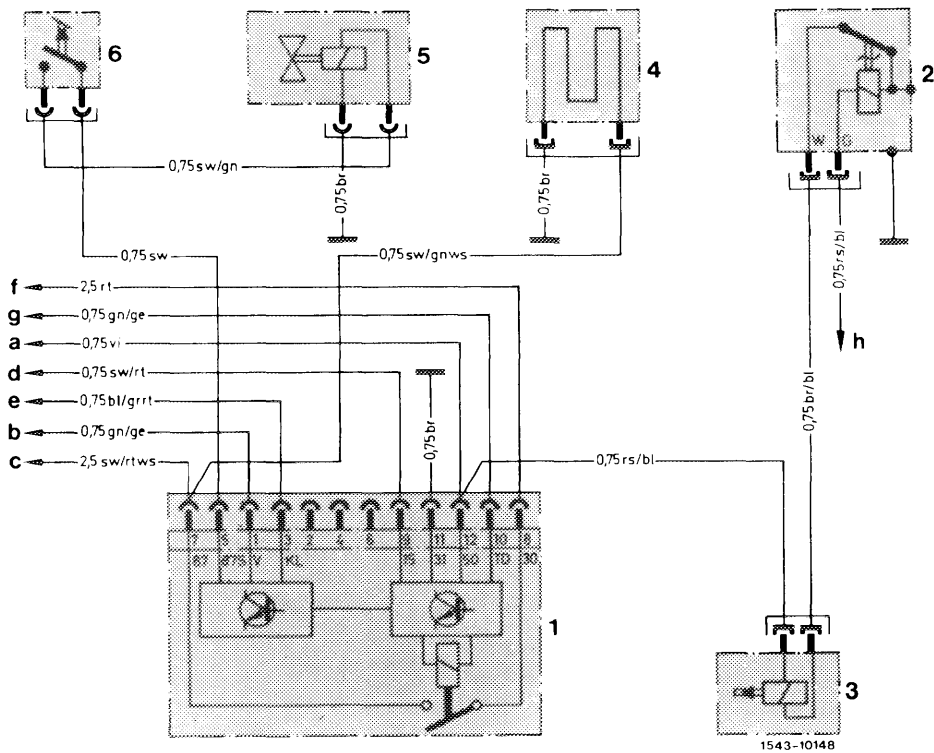 6
5
4
2
W G
0,75 sw/gn
0,75 br
0,75 br
0,75 sw
0,75 sw/gnws
0,75 rs/bl
f 2,5 rt
g 0,75 gn/ge
a 0,75 vi
h
d 0,75 sw/rt
e 0,75 bl/grrt
0,75 br
0,75 br/bl
b 0,75 gn/ge
c 2,5 sw/rtws
0,75 rs/bl
7 5 1 3 2 4 6 9 11 12 10 8
87 87S V KL 15 31 50 TD 30
1
3
1543-10148